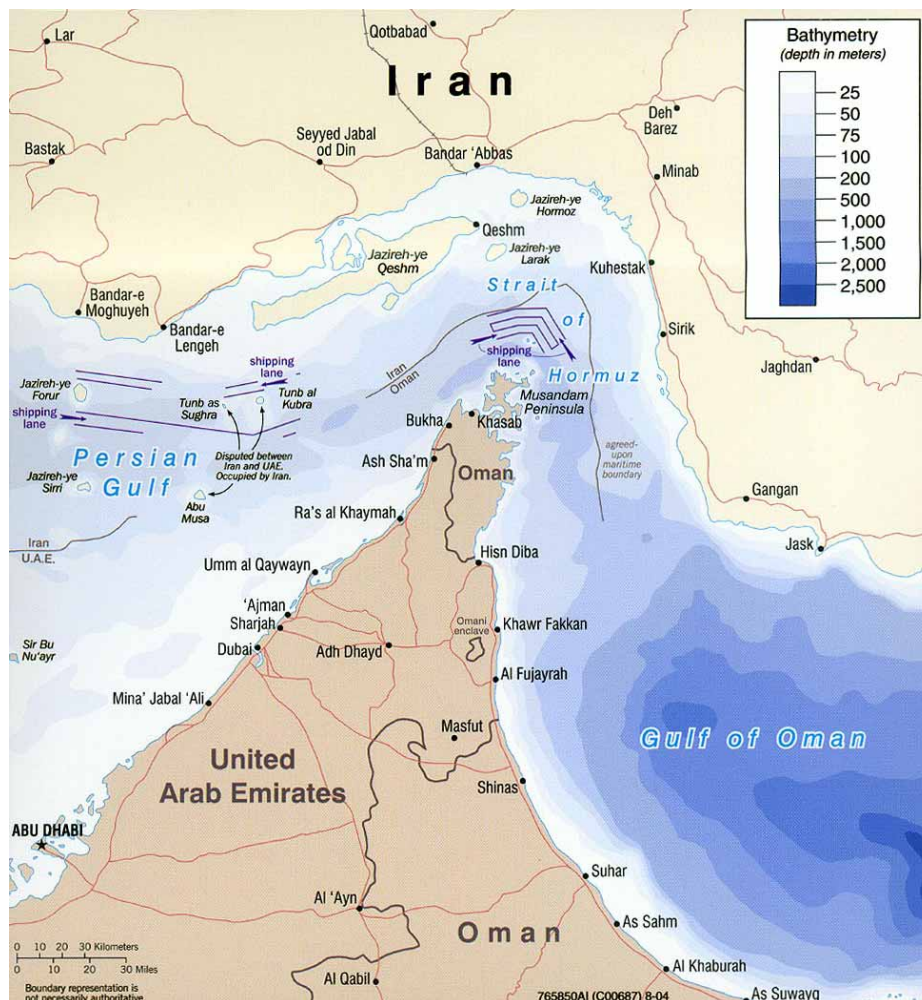 Lar
Qotbabad
Iran
Bathymetry
(depth in meters)
25
50
75
100
200
500
1,000
1,500
2,000
2,500
Deh
Barez
Bastak
Seyyed Jabal
od Din
Bandar 'Abbas
Minab
Jazireh-ye
Hormoz
Qeshm
Jazireh-ye
Qeshm
Jazireh-ye
Larak
Kuhestak
Strait
of
Hormuz
Bandar-e
Moghuyeh
Bandar-e
Lengeh
Sirik
shipping
lane
shipping lane
Iran
Oman
Jaghdan
Jazireh-ye
Forur
Tunb as
Sughra
Tunb al
Kubra
Musandam
Peninsula
shipping
lane
Bukha
Khasab
Persian
Gulf
Disputed between
Iran and UAE.
Occupied by Iran.
Ash Sha'm
Oman
agreed-
upon
maritime
boundary
Jazireh-ye
Sirri
Abu
Musa
Gangan
Ra's al Khaymah
Iran
U.A.E.
Jask
Hisn Diba
Umm al Qaywayn
'Ajman
Sharjah
Dubai
Omani
enclave
Khawr Fakkan
Sir Bu
Nu'ayr
Adh Dhayd
Al Fujayrah
Mina' Jabal 'Ali
Masfut
Gulf of Oman
United
Arab Emirates
Shinas
ABU DHABI
Suhar
Al 'Ayn
As Sahm
Oman
0 10 20 30 Kilometers
0 10 20 30 Miles
Al Qabil
Al Khaburah
Boundary representation is
not necessarily authoritative.
765850AI (C00687) 8-04
As Suwayq